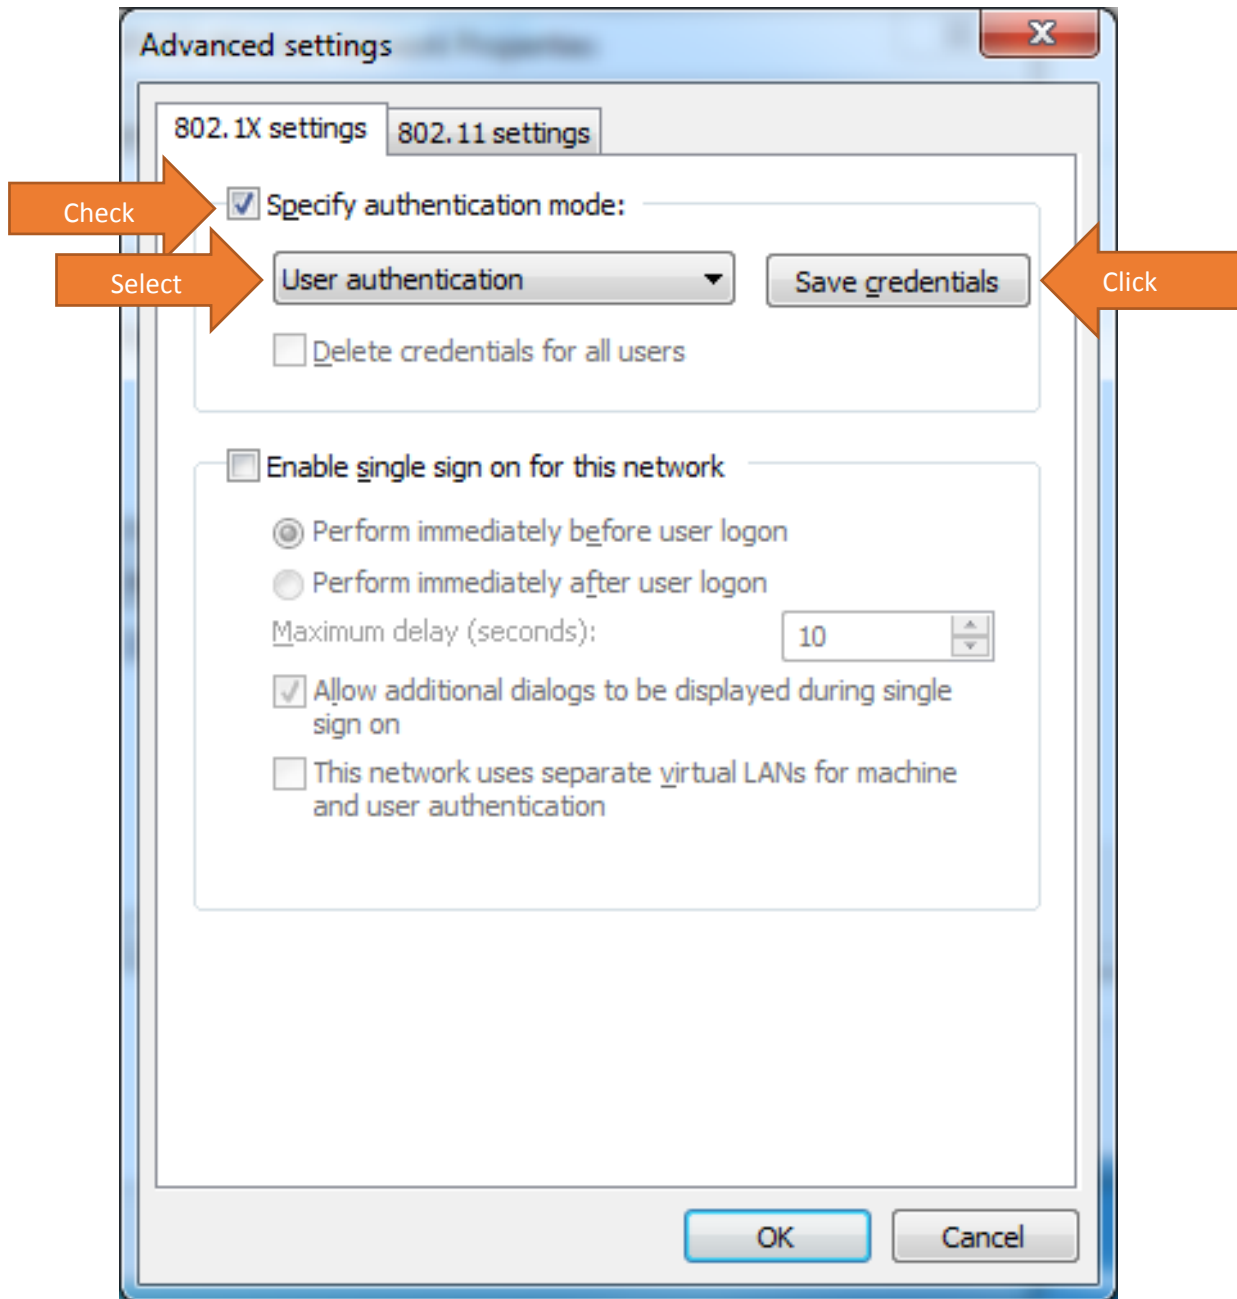 Advanced settings
802.1X settings
802.11 settings
Check
Specify authentication mode:
Select
User authentication
Save credentials
Click
Delete credentials for all users
Enable single sign on for this network
Perform immediately before user logon
Perform immediately after user logon
Maximum delay (seconds):
10
Allow additional dialogs to be displayed during single
sign on
This network uses separate virtual LANs for machine
and user authentication
OK
Cancel